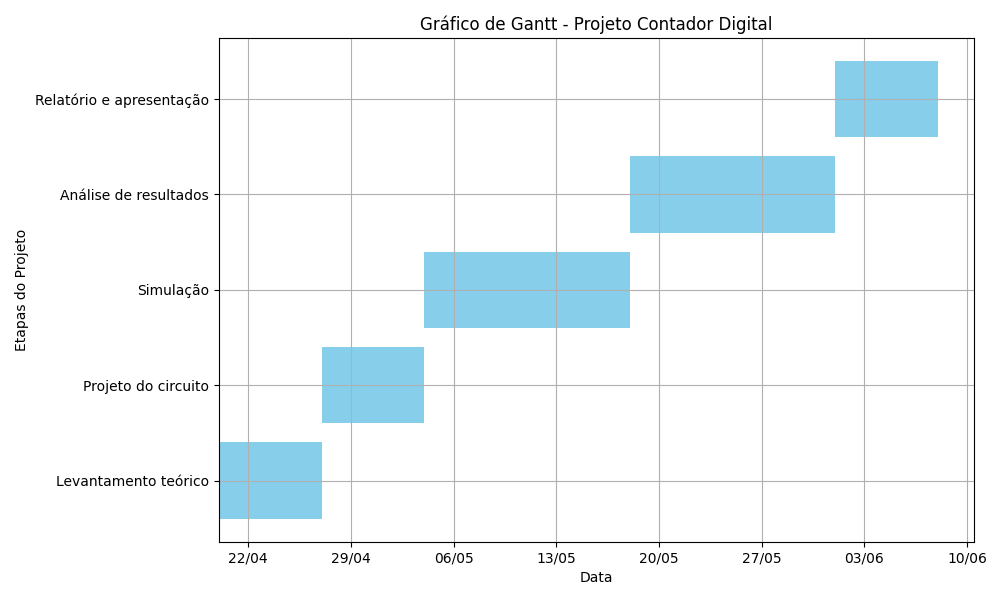 Gráfico de Gantt - Projeto Contador Digital
Relatório e apresentação
Análise de resultados
Simulação
Projeto do circuito
Levantamento teórico
Etapas do Projeto
22/04 29/04 06/05 13/05 20/05 27/05 03/06 10/06
Data